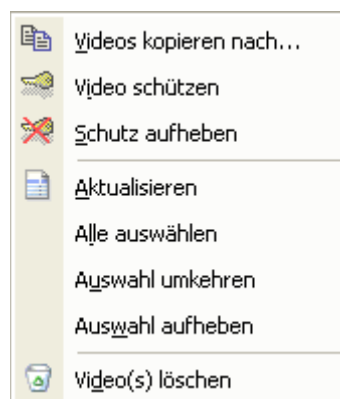 Videos kopieren nach...
Video schützen
Schutz aufheben
Aktualisieren
Alle auswählen
Auswahl umkehren
Auswahl aufheben
Video(s) löschen